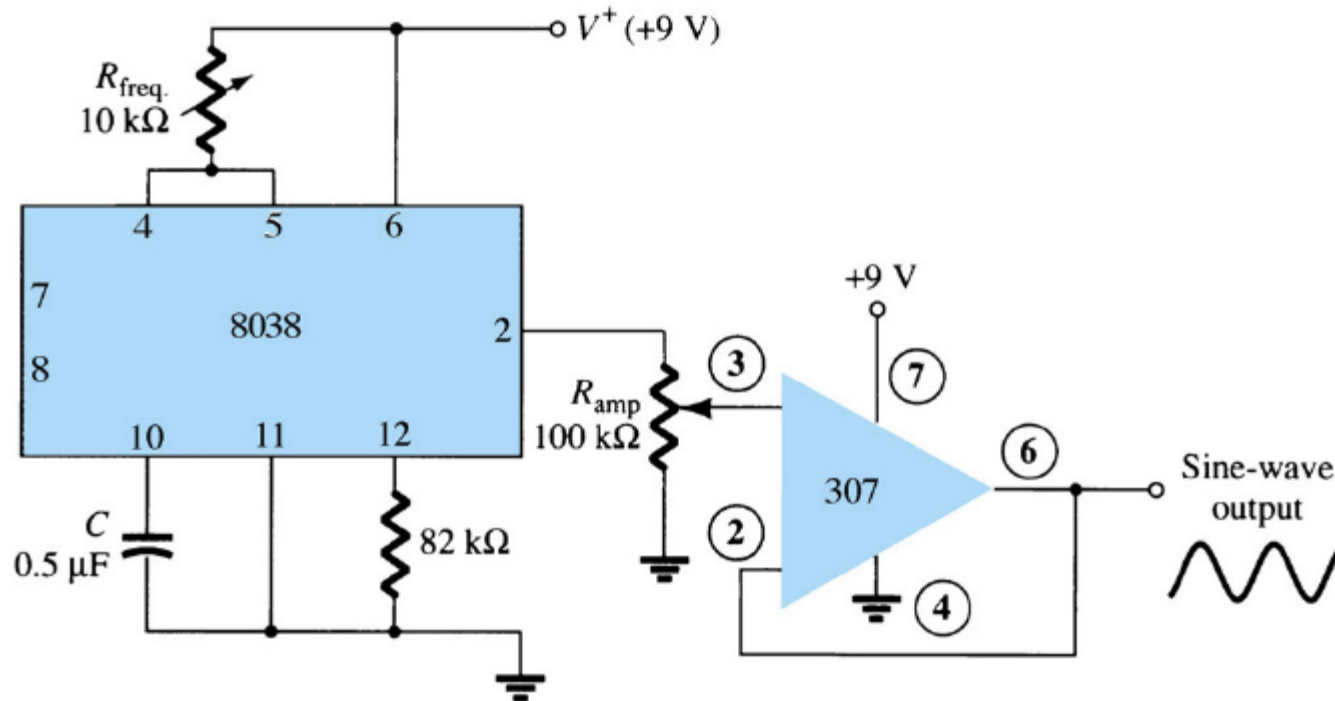 V⁺ (+9 V)
R_freq.
10 kΩ
4
5
6
7
8
8038
2
10
11
12
C
0.5 µF
82 kΩ
R_amp
100 kΩ
+9 V
3
7
2
307
6
4
Sine-wave
output